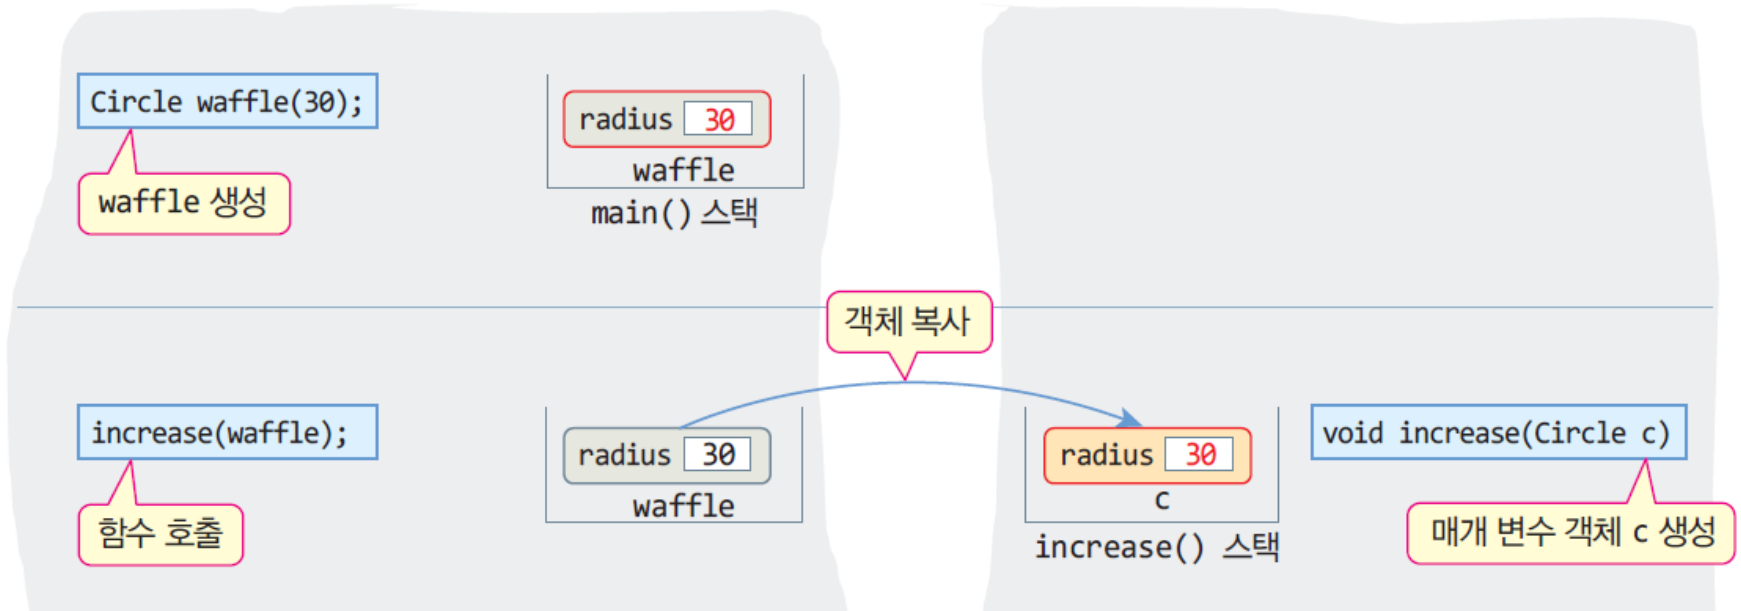 Circle waffle(30);
waffle 생성
radius 30
waffle
main() 스택
객체 복사
increase(waffle);
함수 호출
radius 30
waffle
radius 30
c
increase() 스택
void increase(Circle c)
매개 변수 객체 c 생성